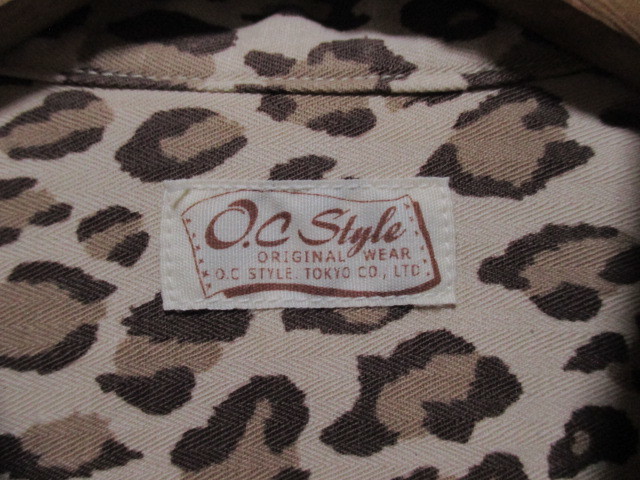 O.C Style
ORIGINAL WEAR
O.C STYLE. TOKYO CO., LTD